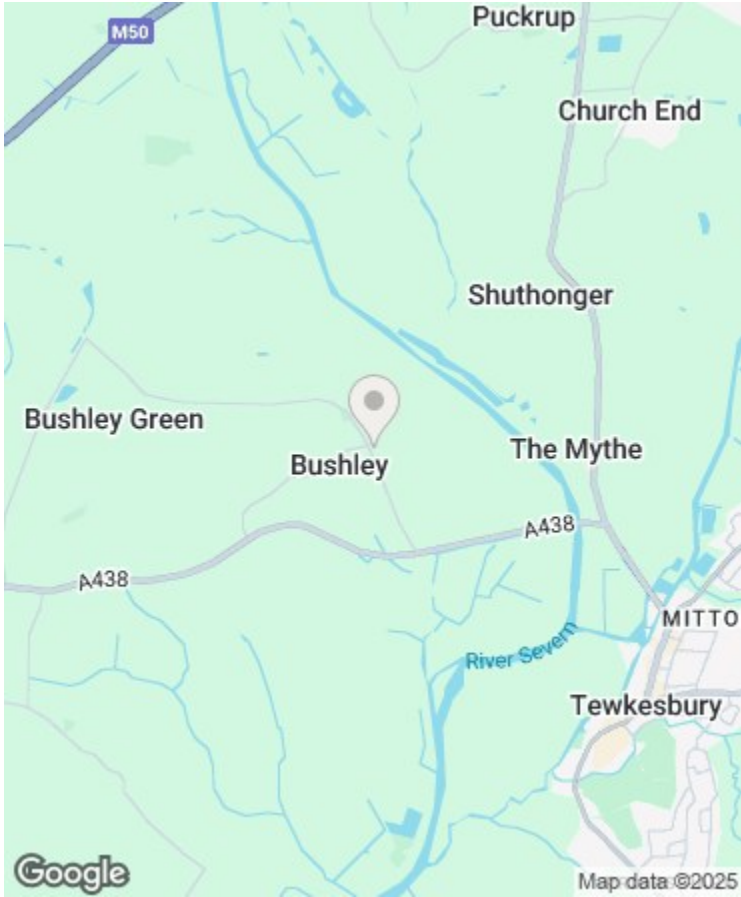 Puckrup
M50
Church End
Shuthonger
Bushley Green
The Mythe
Bushley
A438
A438
MITTO
River Severn
Tewkesbury
Google
Map data ©2025